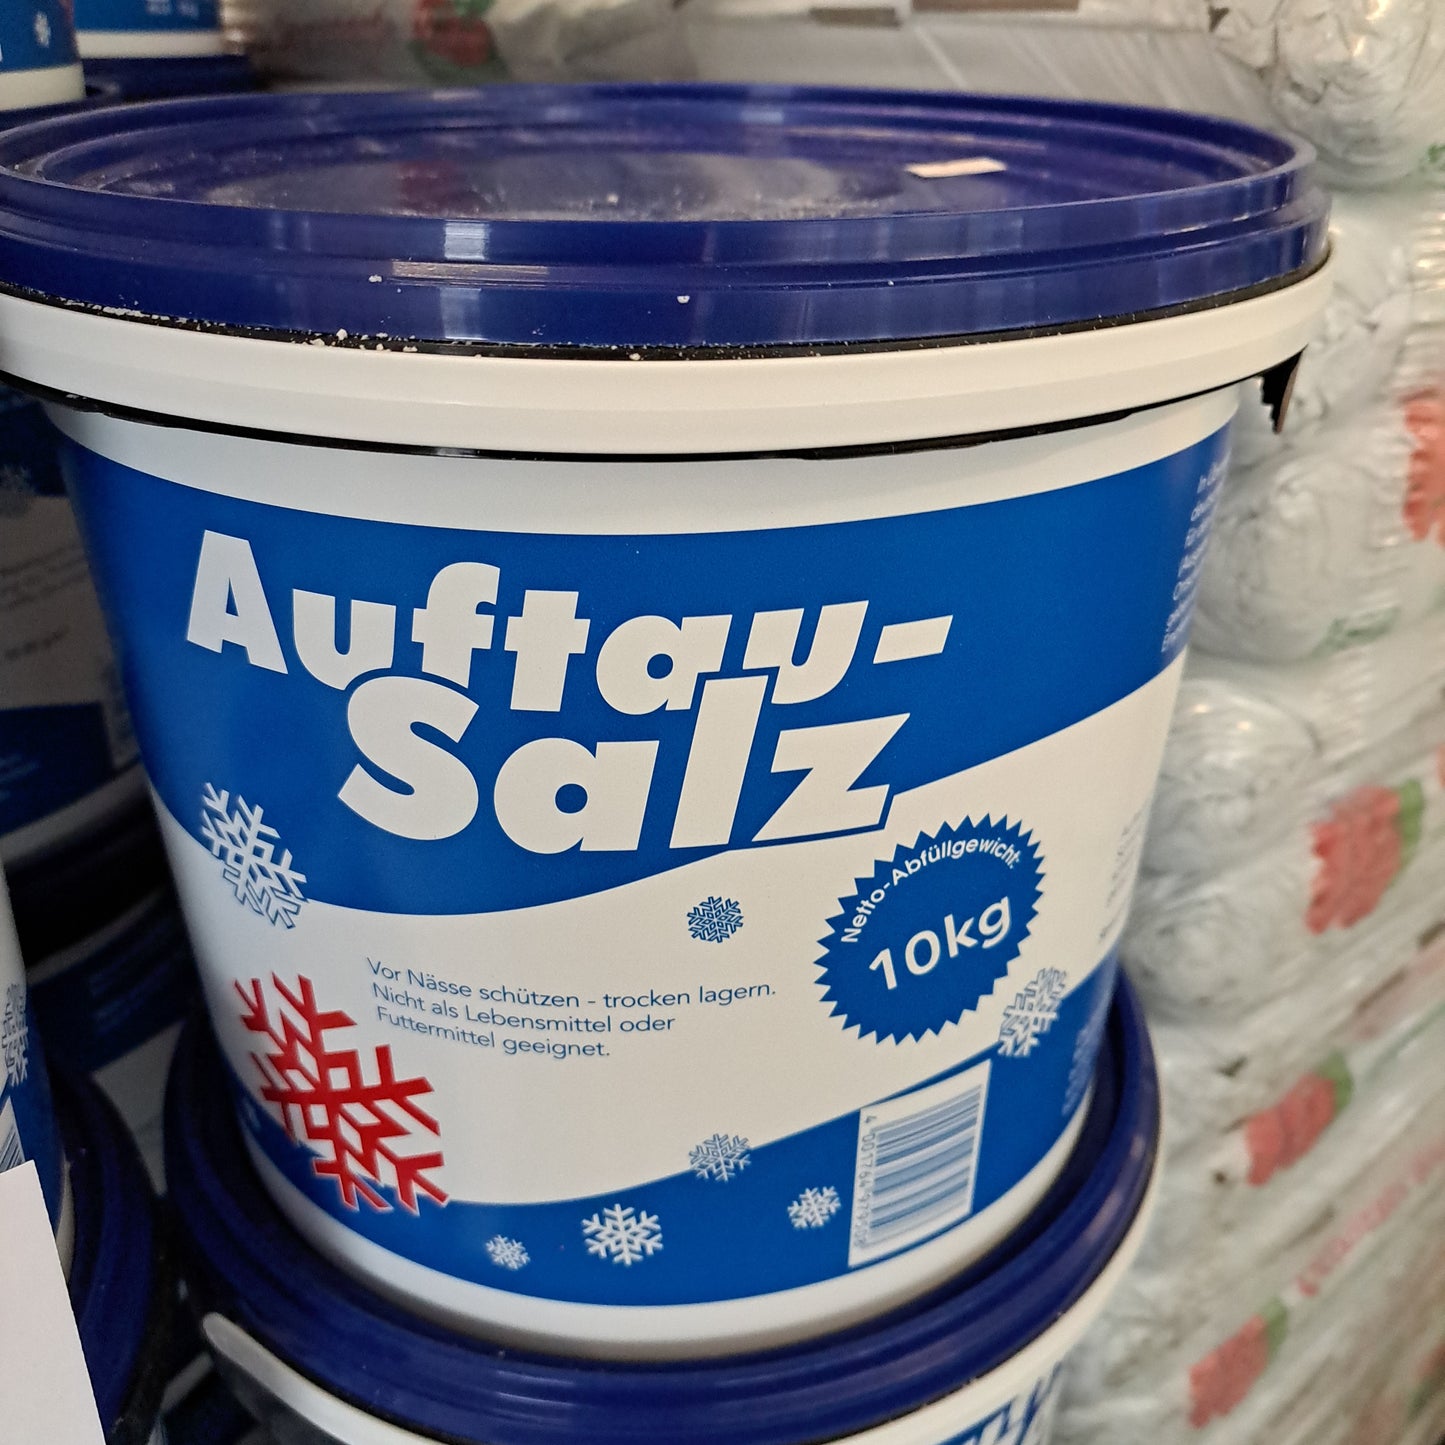 Auftau-
Salz
Netto-Abfüllgewicht:
10kg
Vor Nässe schützen - trocken lagern.
Nicht als Lebensmittel oder
Futtermittel geeignet.